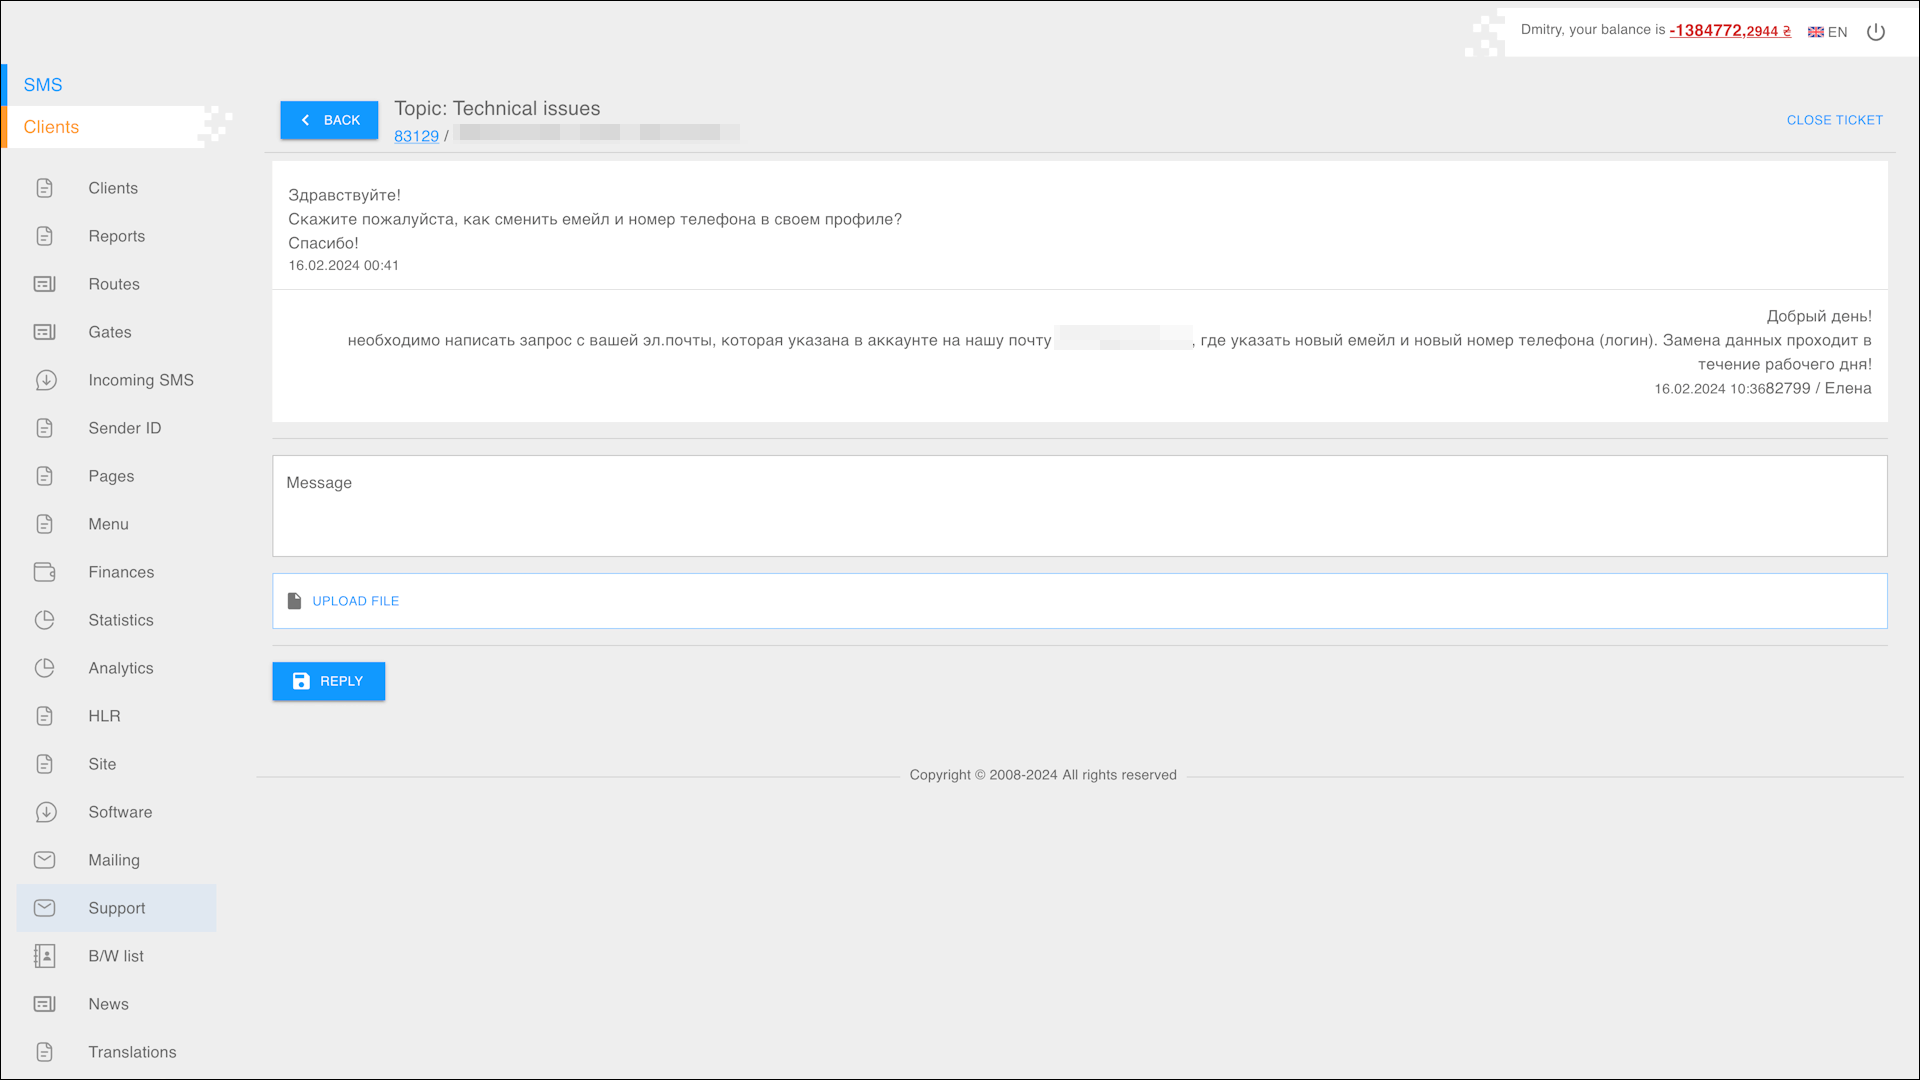 Dmitry, your balance is -1384772,2944 ₴ EN
SMS
Clients
Clients
Reports
Routes
Gates
Incoming SMS
Sender ID
Pages
Menu
Finances
Statistics
Analytics
HLR
Site
Software
Mailing
Support
B/W list
News
Translations
BACK
Topic: Technical issues
83129 /
CLOSE TICKET
Здравствуйте!
Скажите пожалуйста, как сменить емейл и номер телефона в своем профиле?
Спасибо!
16.02.2024 00:41
Добрый день!
необходимо написать запрос с вашей эл.почты, которая указана в аккаунте на нашу почту , где указать новый емейл и новый номер телефона (логин). Замена данных проходит в
течение рабочего дня!
16.02.2024 10:3682799 / Елена
Message
UPLOAD FILE
REPLY
Copyright © 2008-2024 All rights reserved